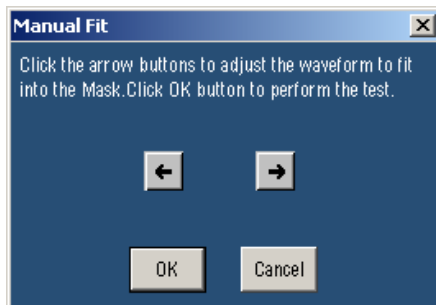 Manual Fit
Click the arrow buttons to adjust the waveform to fit
into the Mask.Click OK button to perform the test.
OK
Cancel